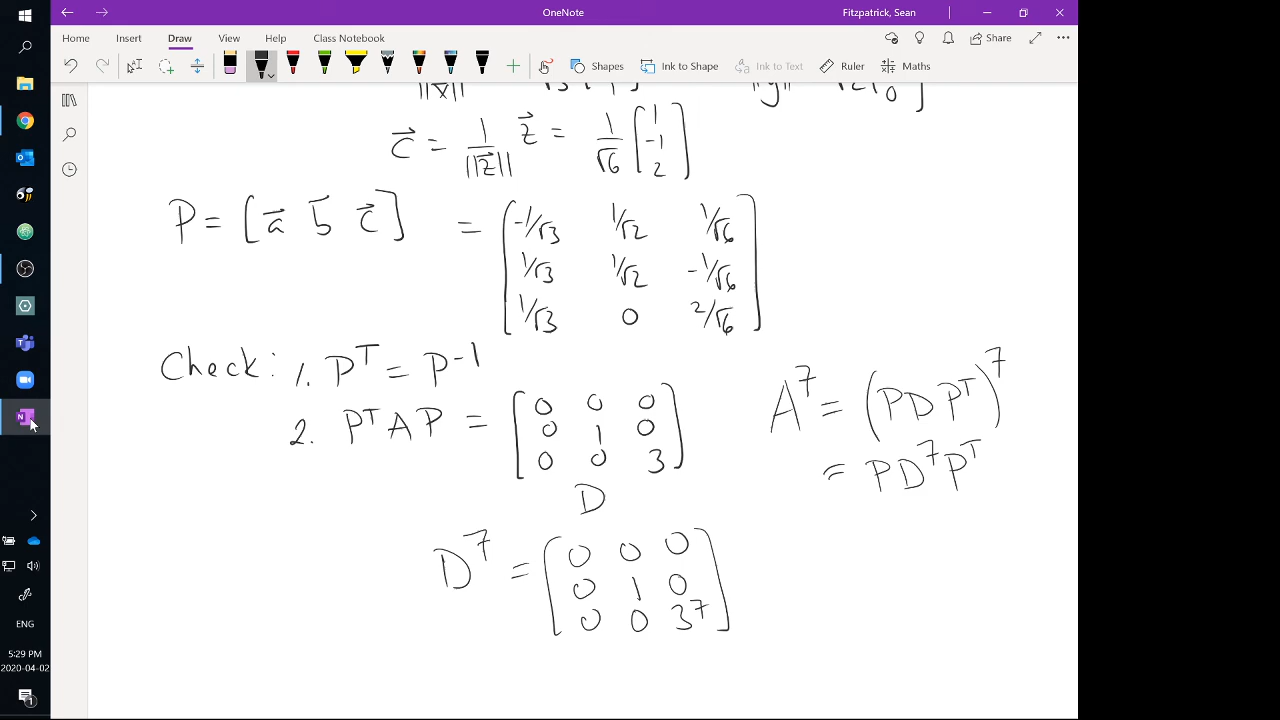 OneNote
Fitzpatrick, Sean
Home Insert Draw View Help Class Notebook
Share
Shapes Ink to Shape Ink to Text Ruler Maths
c⃗ = 1/||z⃗|| z⃗ = 1/√6 [1 -1 2]
P = [a⃗ b⃗ c⃗] = [-1/√3 1/√2 1/√6
1/√3 1/√2 -1/√6
1/√3 0 2/√6]
Check: 1. Pᵀ = P⁻¹
2. PᵀAP = [0 0 0
0 1 0
0 0 3]
D
A⁷ = (PDPᵀ)⁷
= PD⁷Pᵀ
D⁷ = [0 0 0
0 1 0
0 0 3⁷]
ENG
5:29 PM
2020-04-02
1